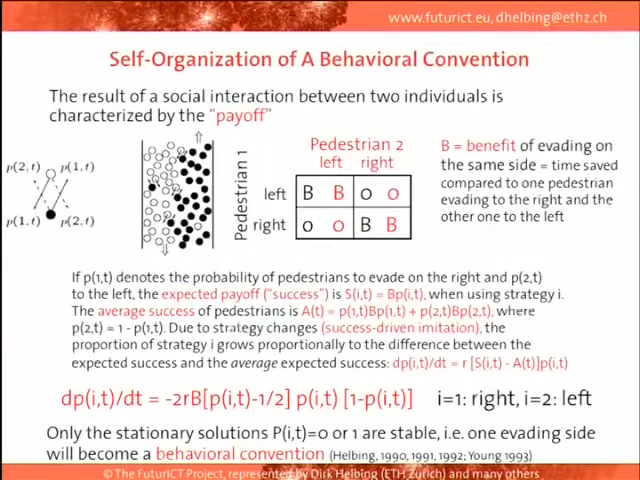 www.futurict.eu, dhelbing@ethz.ch
Self-Organization of A Behavioral Convention
The result of a social interaction between two individuals is
characterized by the “payoff”
p(2,t) p(1,t)
p(1,t) p(2,t)
Pedestrian 1
Pedestrian 2
left right
left B B 0 0
right 0 0 B B
B = benefit of evading on
the same side = time saved
compared to one pedestrian
evading to the right and the
other one to the left
If p(1,t) denotes the probability of pedestrians to evade on the right and p(2,t)
to the left, the expected payoff (“success”) is S(i,t) = Bp(i,t), when using strategy i.
The average success of pedestrians is A(t) = p(1,t)Bp(1,t) + p(2,t)Bp(2,t), where
p(2,t) = 1 - p(1,t). Due to strategy changes (success-driven imitation), the
proportion of strategy i grows proportionally to the difference between the
expected success and the average expected success: dp(i,t)/dt = r [S(i,t) - A(t)]p(i,t)
dp(i,t)/dt = -2rB[p(i,t)-1/2] p(i,t) [1-p(i,t)] i=1: right, i=2: left
Only the stationary solutions P(i,t)=0 or 1 are stable, i.e. one evading side
will become a behavioral convention (Helbing, 1990, 1991, 1992; Young 1993)
© The FuturICT Project, represented by Dirk Helbing (ETH Zurich) and many others